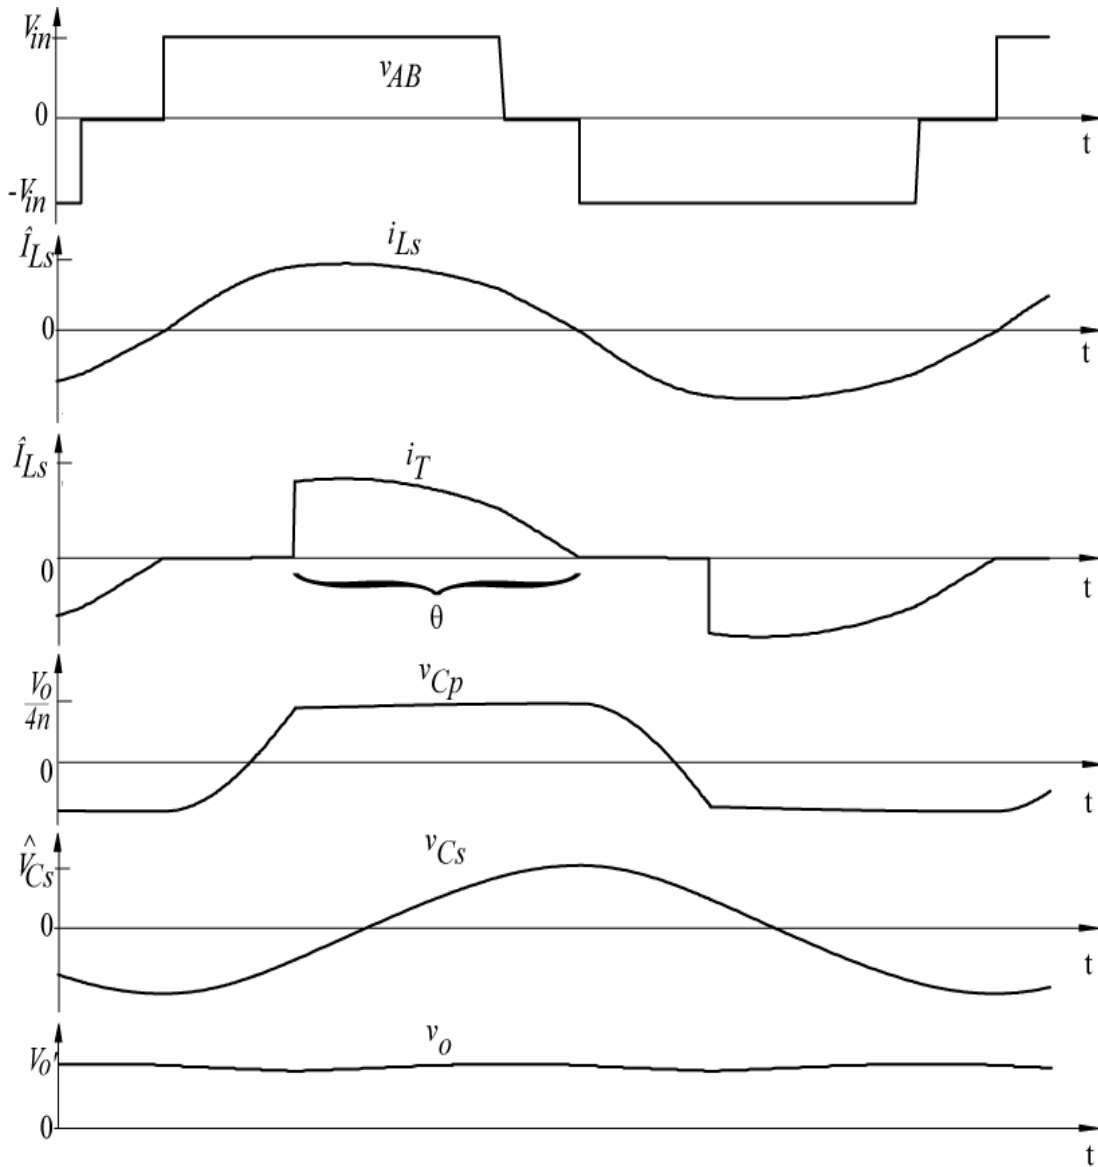 V_in
v_AB
0
t
-V_in
Î_Ls
i_Ls
0
t
Î_Ls
i_T
0
t
θ
v_Cp
V_o
4n
0
t
V̂_Cs
v_Cs
0
t
v_o
V_o'
0
t